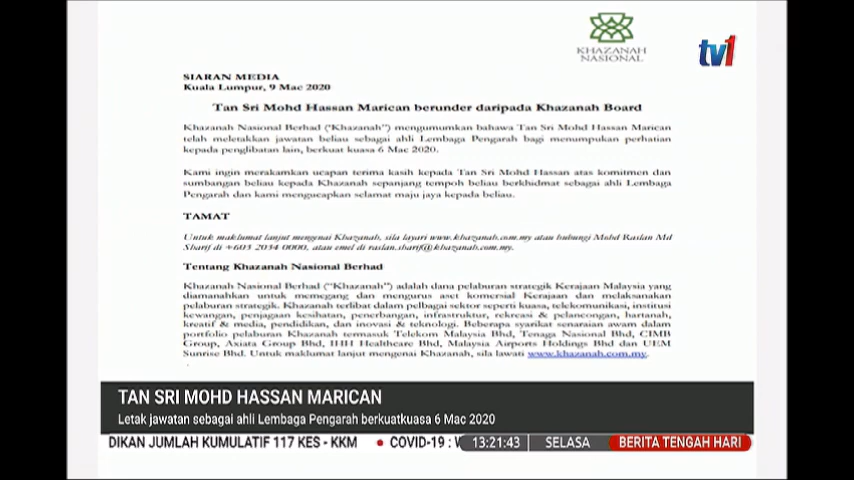 KHAZANAH
NATIONAL
tv1
SIARAN MEDIA
Kuala Lumpur, 9 Mac 2020
Tan Sri Mohd Hassan Marican berundur daripada Khazanah Board
Khazanah Nasional Berhad ("Khazanah") mengumumkan bahawa Tan Sri Mohd Hassan Marican
telah meletakkan jawatan beliau sebagai ahli Lembaga Pengarah bagi menumpukan perhatian
kepada penglibatan lain, berkuat kuasa 6 Mac 2020.
Kami ingin merakamkan ucapan terima kasih kepada Tan Sri Mohd Hassan atas komitmen dan
sumbangan beliau kepada Khazanah sepanjang tempoh beliau berkhidmat sebagai ahli Lembaga
Pengarah dan kami mengucapkan selamat maju jaya kepada beliau.
TAMAT
Untuk maklumat lanjut mengenai Khazanah, sila layari www.khazanah.com.my atau hubungi Mohd Raslan Md
Sharif di +603 2034 0000, atau emel di raslan.sharif@khazanah.com.my.
Tentang Khazanah Nasional Berhad
Khazanah Nasional Berhad ("Khazanah") adalah dana pelaburan strategik Kerajaan Malaysia yang
diamanahkan untuk memegang dan mengurus aset komersial Kerajaan dan melaksanakan
pelaburan strategik. Khazanah terlibat dalam pelbagai sektor seperti kuasa, telekomunikasi, institusi
kewangan, penjagaan kesihatan, penerbangan, infrastruktur, rekreasi & pelancongan, hartanah,
kreatif & media, pendidikan, dan inovasi & teknologi. Beberapa syarikat senaraian awam dalam
portfolio pelaburan Khazanah termasuk Telekom Malaysia Bhd, Tenaga Nasional Bhd, CIMB
Group, Axiata Group Bhd, IHH Healthcare Bhd, Malaysia Airports Holdings Bhd dan UEM
Sunrise Bhd. Untuk maklumat lanjut mengenai Khazanah, sila lawati www.khazanah.com.my.
TAN SRI MOHD HASSAN MARICAN
Letak jawatan sebagai ahli Lembaga Pengarah berkuatkuasa 6 Mac 2020
DIKAN JUMLAH KUMULATIF 117 KES - KKM • COVID-19 : 13:21:43 SELASA BERITA TENGAH HARI